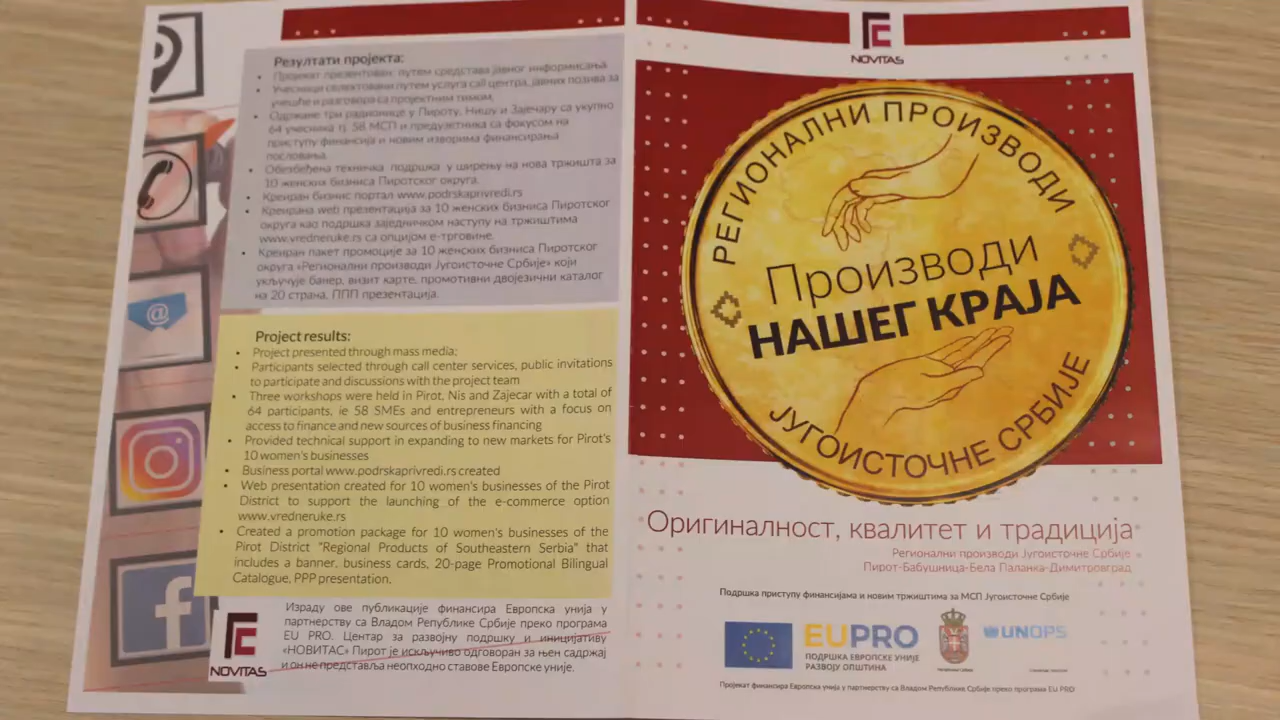 Резултати пројекта:
• Пројекат презентован путем средстава јавног информисања
• Учесници селектовани путем услуга call центра, јавних позива за
учешће и разговора са пројектним тимом,
• Одржане три радионице у Пироту, Нишу и Зајечару са укупно
64 учесника тј. 58 МСП и предузетника са фокусом на
приступу финансија и новим изворима финансирања
пословања.
• Обезбеђена техничка подршка у ширењу на нова тржишта за
10 женских бизниса Пиротског округа.
• Креиран бизнис портал www.podrskaprivredi.rs
• Креирана web презентација за 10 женских бизниса Пиротског
округа као подршка заједничком наступу на тржиштима
www.vredneruke.rs са опцијом е-трговине.
• Креиран пакет промоције за 10 женских бизниса Пиротског
округа «Регионални производи Југоисточне Србије» који
укључује банер, визит карте, промотивни двојезични каталог
на 20 страна, ППП презентација.
Project results:
• Project presented through mass media;
• Participants selected through call center services, public invitations
to participate and discussions with the project team
• Three workshops were held in Pirot, Nis and Zajecar with a total of
64 participants, ie 58 SMEs and entrepreneurs with a focus on
access to finance and new sources of business financing
• Provided technical support in expanding to new markets for Pirot's
10 women's businesses
• Business portal www.podrskaprivredi.rs created
• Web presentation created for 10 women's businesses of the Pirot
District to support the launching of the e-commerce option
www.vredneruke.rs
• Created a promotion package for 10 women's businesses of the
Pirot District "Regional Products of Southeastern Serbia" that
includes a banner, business cards, 20-page Promotional Bilingual
Catalogue, PPP presentation.
NOVITAS
Израду ове публикације финансира Европска унија у
партнерству са Владом Републике Србије преко програма
EU PRO. Центар за развојну подршку и иницијативу
«НОВИТАС» Пирот је искључиво одговоран за њен садржај
и он не представља неопходно ставове Европске уније.
NOVITAS
РЕГИОНАЛНИ ПРОИЗВОДИ
Производи
НАШЕГ КРАЈА
ЈУГОИСТОЧНЕ СРБИЈЕ
Оригиналност, квалитет и традиција
Регионални производи Југоисточне Србије
Пирот-Бабушница-Бела Паланка-Димитровград
Подршка приступу финансијама и новим тржиштима за МСП Југоисточне Србије
EU PRO
ПОДРШКА ЕВРОПСКЕ УНИЈЕ
РАЗВОЈУ ОПШТИНА
UNOPS
Пројекат финансира Европска унија у партнерству са Владом Републике Србије преко програма EU PRO